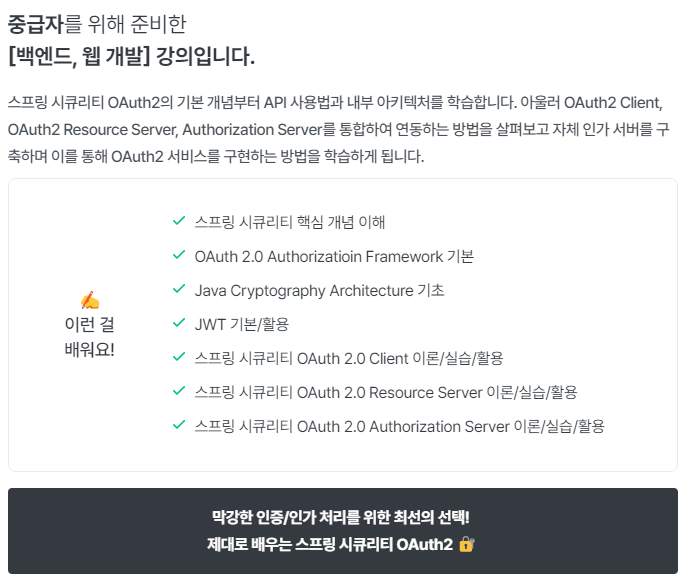 중급자를 위해 준비한
[백엔드, 웹 개발] 강의입니다.
스프링 시큐리티 OAuth2의 기본 개념부터 API 사용법과 내부 아키텍처를 학습합니다. 아울러 OAuth2 Client,
OAuth2 Resource Server, Authorization Server를 통합하여 연동하는 방법을 살펴보고 자체 인가 서버를 구
축하며 이를 통해 OAuth2 서비스를 구현하는 방법을 학습하게 됩니다.
✍️
이런 걸
배워요!
스프링 시큐리티 핵심 개념 이해
OAuth 2.0 Authorizatioin Framework 기본
Java Cryptography Architecture 기초
JWT 기본/활용
스프링 시큐리티 OAuth 2.0 Client 이론/실습/활용
스프링 시큐리티 OAuth 2.0 Resource Server 이론/실습/활용
스프링 시큐리티 OAuth 2.0 Authorization Server 이론/실습/활용
막강한 인증/인가 처리를 위한 최선의 선택!
제대로 배우는 스프링 시큐리티 OAuth2 🔐